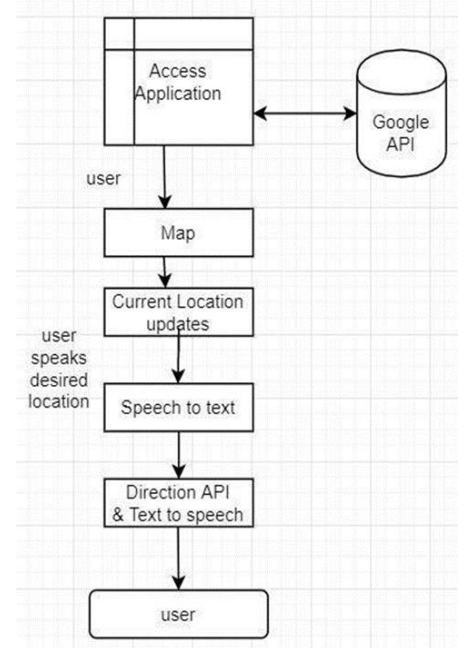 Access
Application
Google
API
user
Map
Current Location
updates
user
speaks
desired
location
Speech to text
Direction API
& Text to speech
user